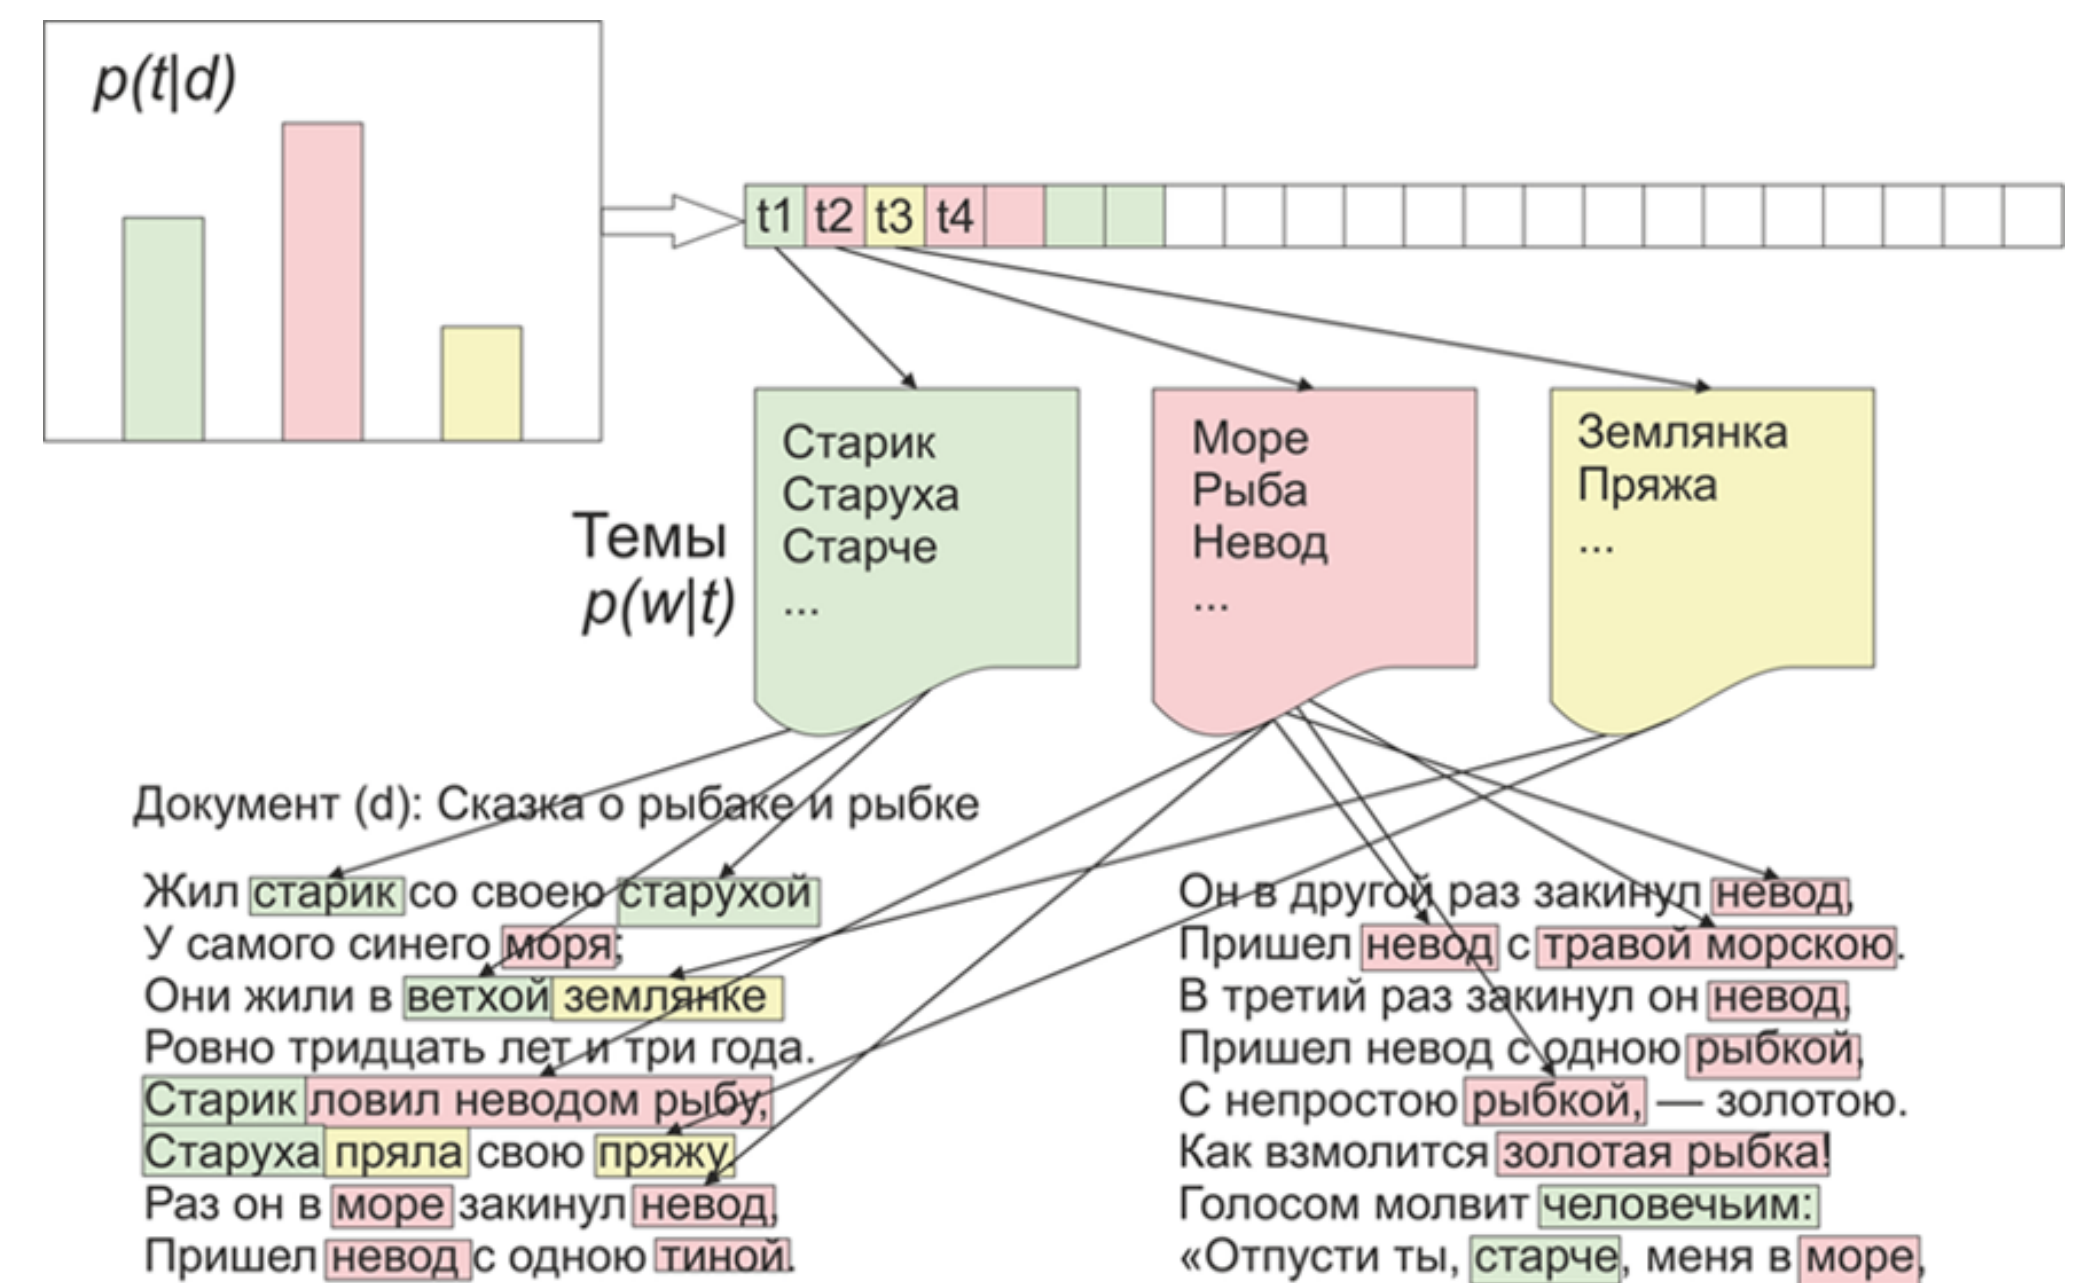 p(t|d)
t1 t2 t3 t4
Старик
Старуха
Старче
...
Море
Рыба
Невод
...
Землянка
Пряжа
...
Темы
p(w|t)
Документ (d): Сказка о рыбаке и рыбке
Жил старик со своею старухой
У самого синего моря;
Они жили в ветхой землянке
Ровно тридцать лет и три года.
Старик ловил неводом рыбу,
Старуха пряла свою пряжу
Раз он в море закинул невод,
Пришел невод с одною тиной.
Он в другой раз закинул невод,
Пришел невод с травой морскою.
В третий раз закинул он невод,
Пришел невод с одною рыбкой,
С непростою рыбкой, — золотою.
Как взмолится золотая рыбка!
Голосом молвит человечьим:
«Отпусти ты, старче, меня в море,